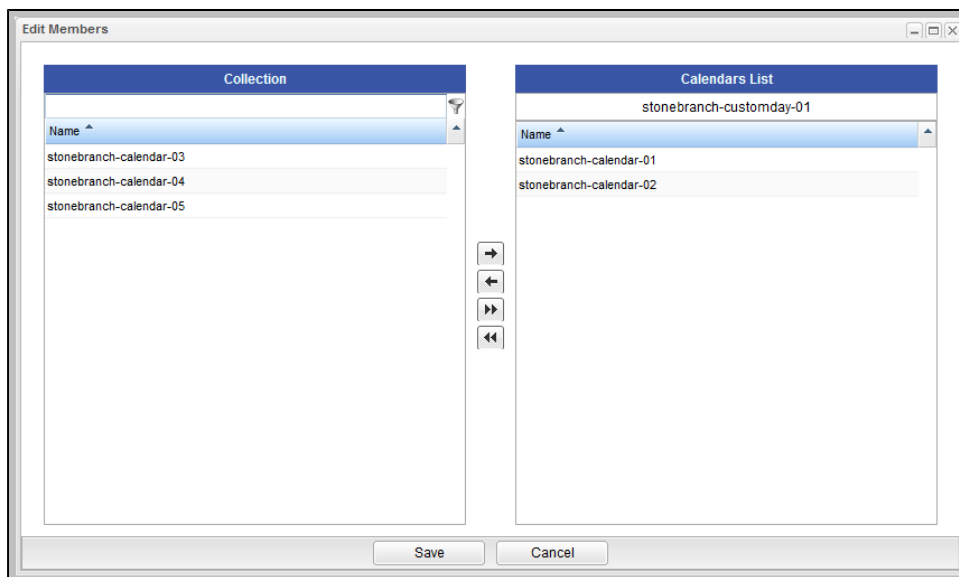 Edit Members
Collection
Name
stonebranch-calendar-03
stonebranch-calendar-04
stonebranch-calendar-05
Calendars List
stonebranch-customday-01
Name
stonebranch-calendar-01
stonebranch-calendar-02
Save
Cancel